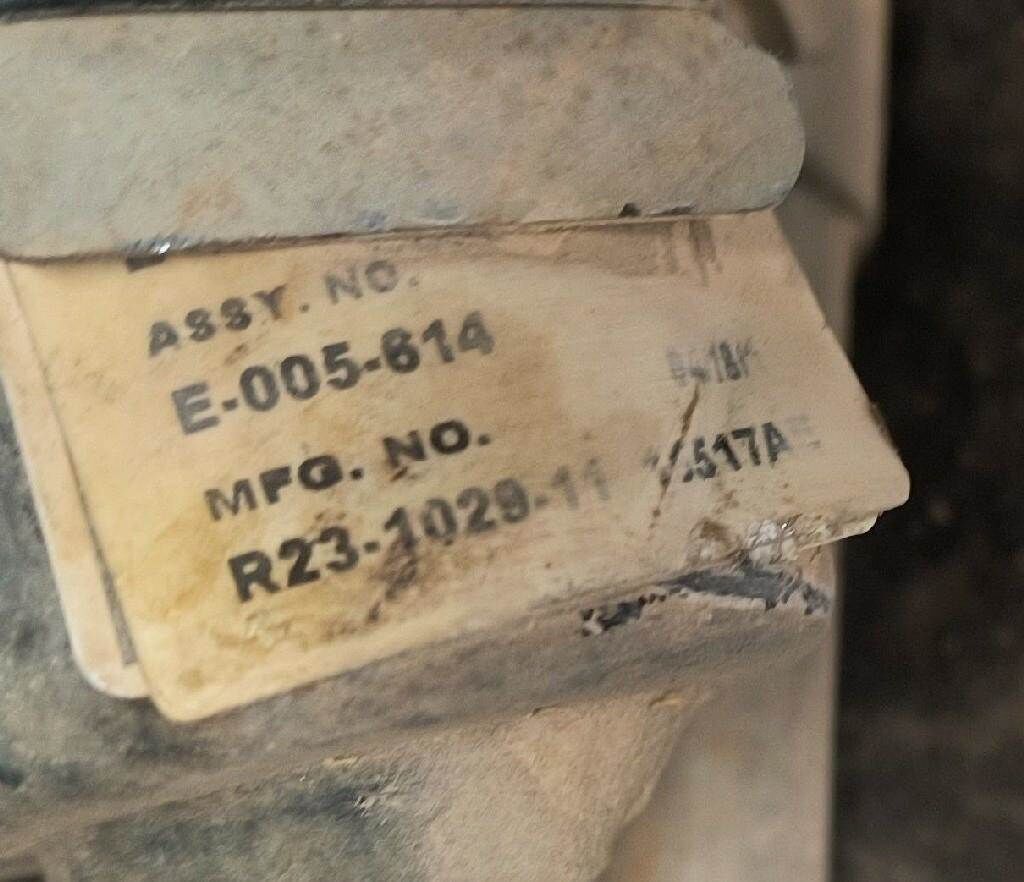 ASSY. NO.
E-005-614
MFG. NO.
R23-1029-11